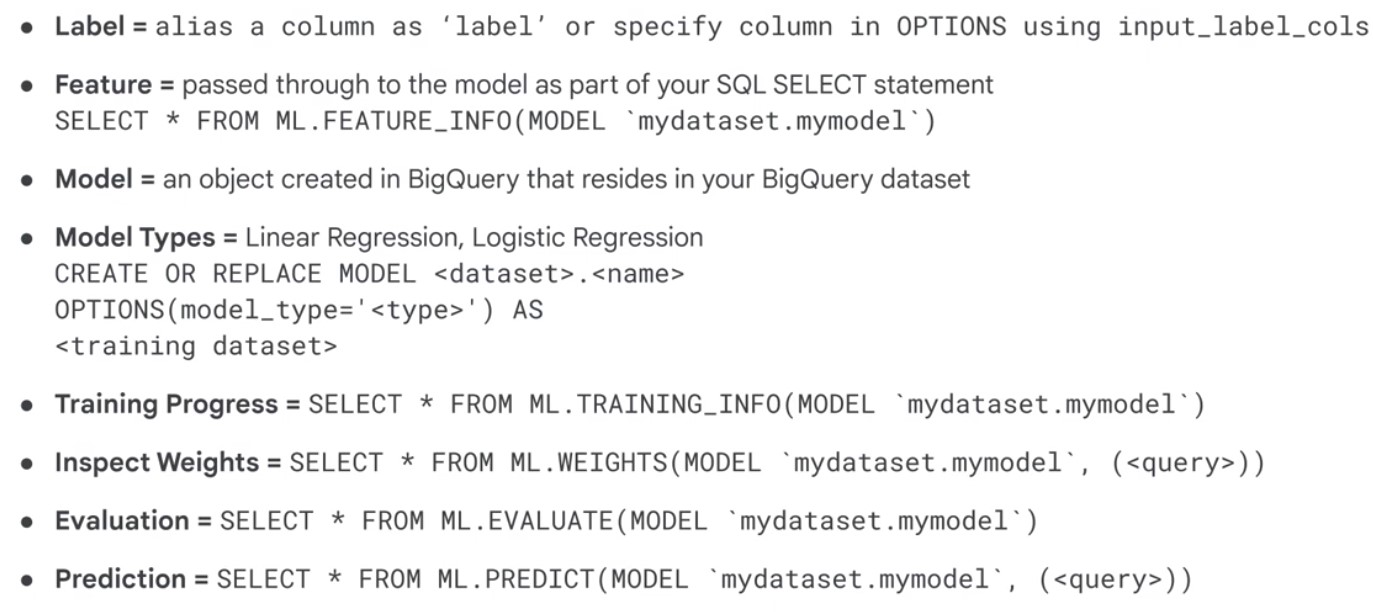 • Label = alias a column as ‘label’ or specify column in OPTIONS using input_label_cols
• Feature = passed through to the model as part of your SQL SELECT statement
SELECT * FROM ML.FEATURE_INFO(MODEL `mydataset.mymodel`)
• Model = an object created in BigQuery that resides in your BigQuery dataset
• Model Types = Linear Regression, Logistic Regression
CREATE OR REPLACE MODEL <dataset>.<name>
OPTIONS(model_type='<type>') AS
<training dataset>
• Training Progress = SELECT * FROM ML.TRAINING_INFO(MODEL `mydataset.mymodel`)
• Inspect Weights = SELECT * FROM ML.WEIGHTS(MODEL `mydataset.mymodel`, (<query>))
• Evaluation = SELECT * FROM ML.EVALUATE(MODEL `mydataset.mymodel`)
• Prediction = SELECT * FROM ML.PREDICT(MODEL `mydataset.mymodel`, (<query>))